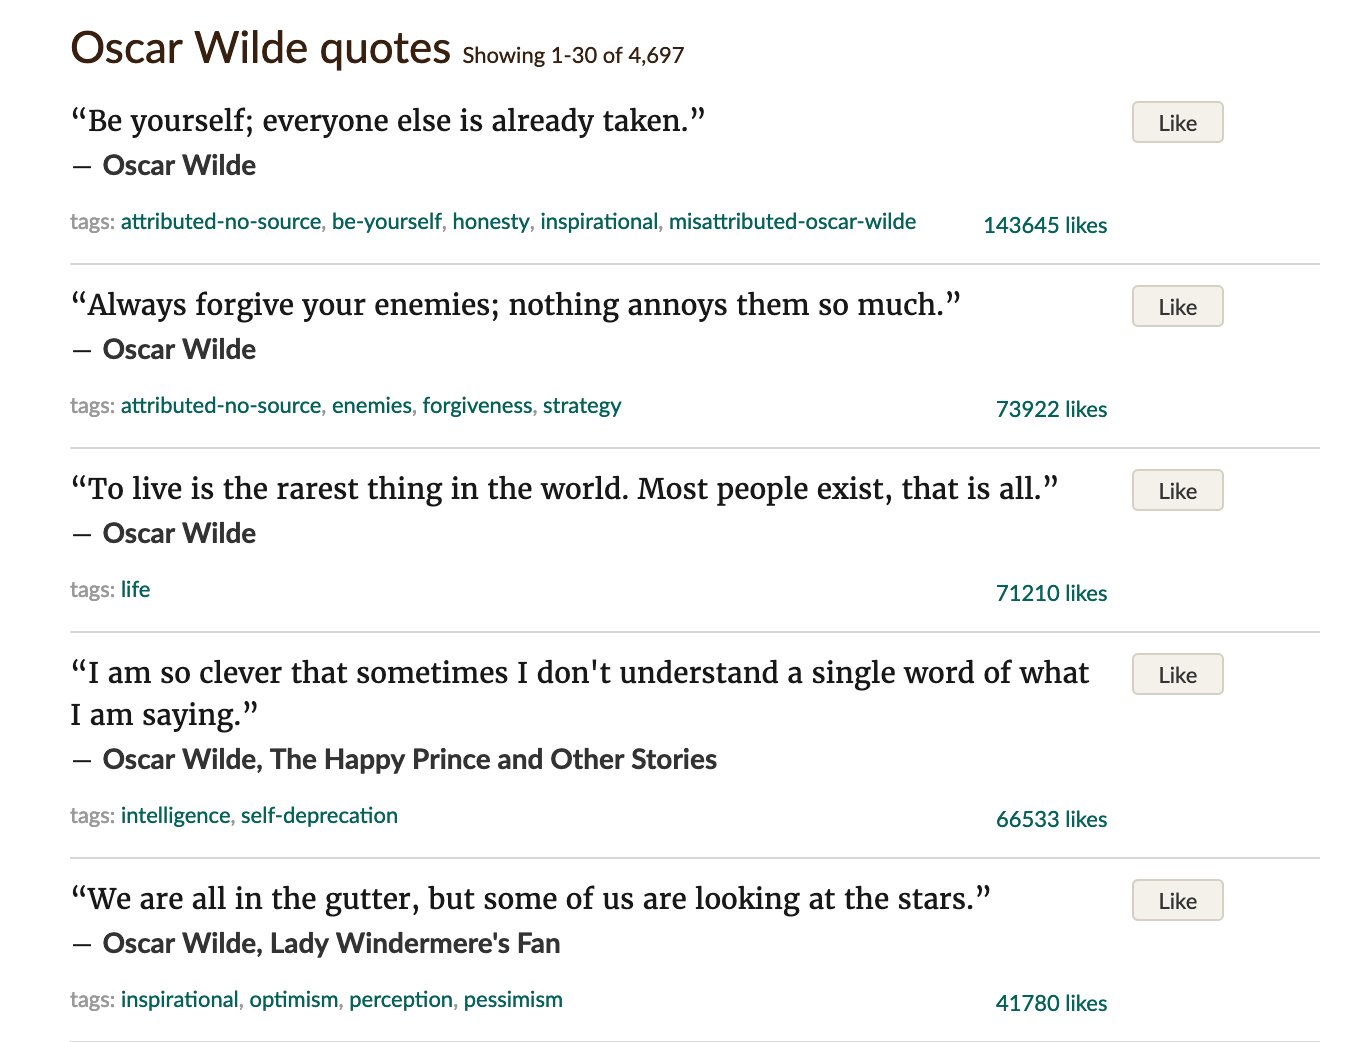 Oscar Wilde quotes Showing 1-30 of 4,697
“Be yourself; everyone else is already taken.”
Like
— Oscar Wilde
tags: attributed-no-source, be-yourself, honesty, inspirational, misattributed-oscar-wilde
143645 likes
“Always forgive your enemies; nothing annoys them so much.”
Like
— Oscar Wilde
tags: attributed-no-source, enemies, forgiveness, strategy
73922 likes
“To live is the rarest thing in the world. Most people exist, that is all.”
Like
— Oscar Wilde
tags: life
71210 likes
“I am so clever that sometimes I don't understand a single word of what
I am saying.”
Like
— Oscar Wilde, The Happy Prince and Other Stories
tags: intelligence, self-deprecation
66533 likes
“We are all in the gutter, but some of us are looking at the stars.”
Like
— Oscar Wilde, Lady Windermere's Fan
tags: inspirational, optimism, perception, pessimism
41780 likes